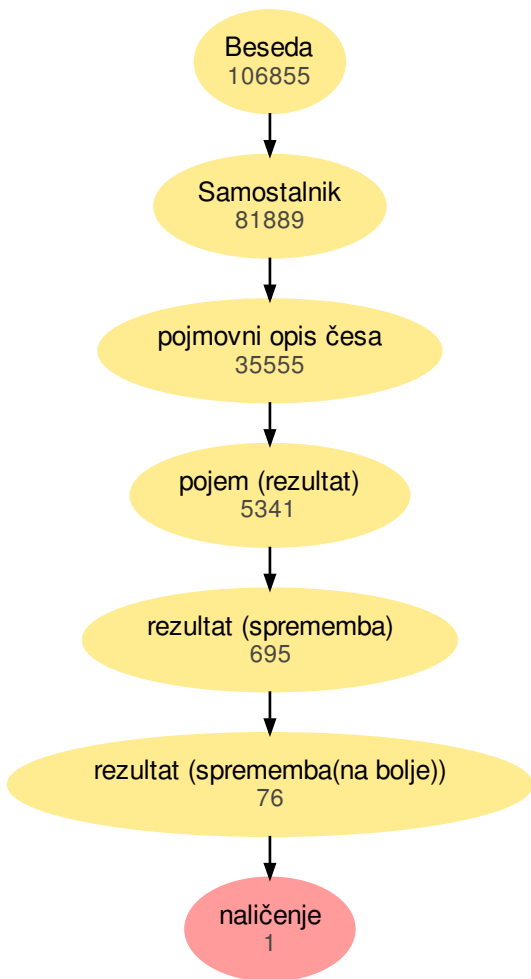 Beseda
106855
Samostalnik
81889
pojmovni opis česa
35555
pojem (rezultat)
5341
rezultat (sprememba)
695
rezultat (sprememba(na bolje))
76
naličenje
1